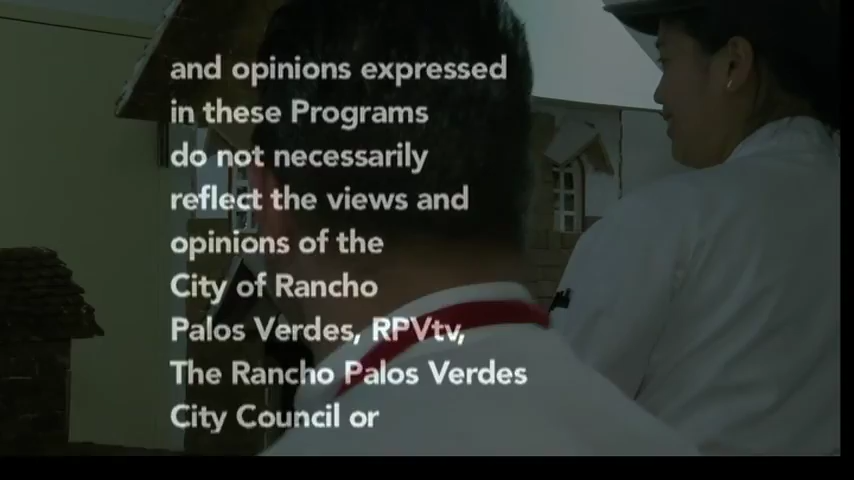 and opinions expressed
in these Programs
do not necessarily
reflect the views and
opinions of the
City of Rancho
Palos Verdes, RPVtv,
The Rancho Palos Verdes
City Council or